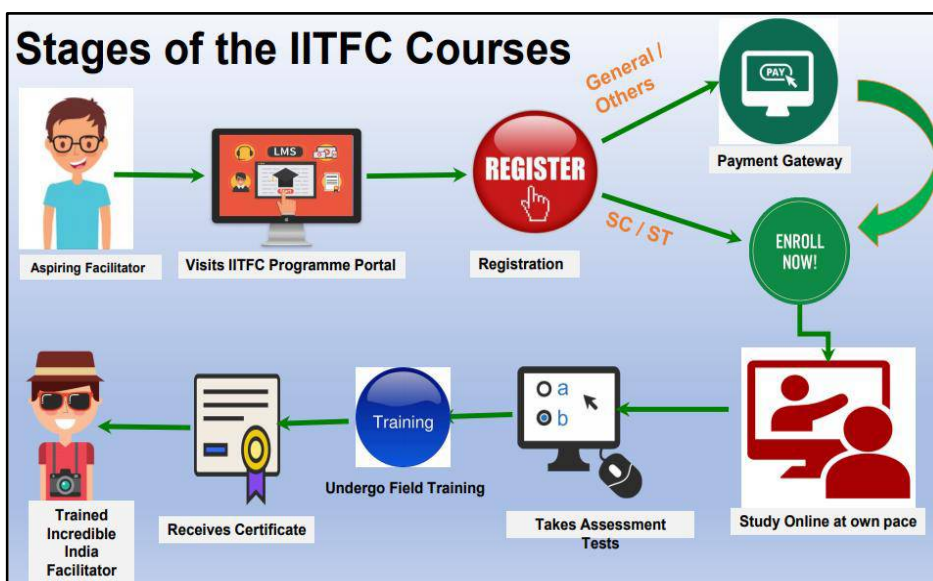 Stages of the IITFC Courses
General /
Others
PAY
Payment Gateway
LMS
Start
REGISTER
SC / ST
ENROLL
NOW!
Aspiring Facilitator
Visits IITFC Programme Portal
Registration
a
b
Training
Undergo Field Training
Trained
Incredible
India
Facilitator
Receives Certificate
Takes Assessment
Tests
Study Online at own pace